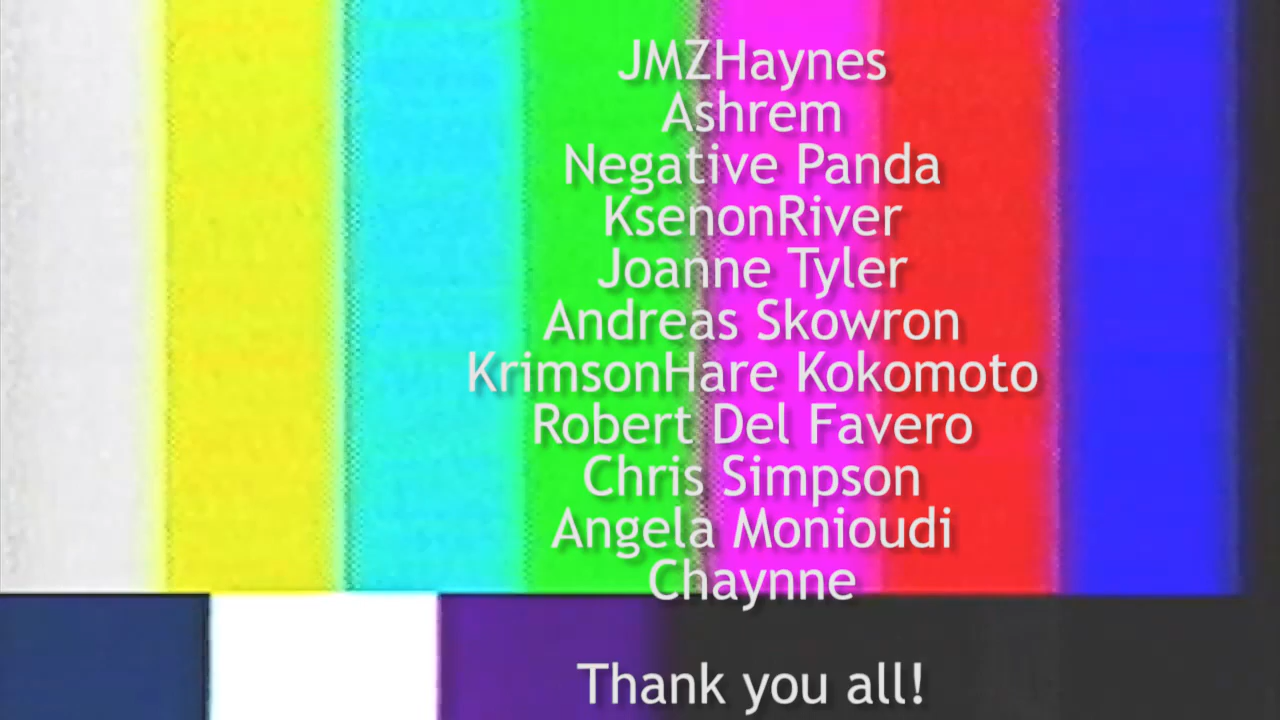 JMZHaynes
Ashrem
Negative Panda
KsenonRiver
Joanne Tyler
Andreas Skowron
KrimsonHare Kokomoto
Robert Del Favero
Chris Simpson
Angela Monioudi
Chaynne
Thank you all!